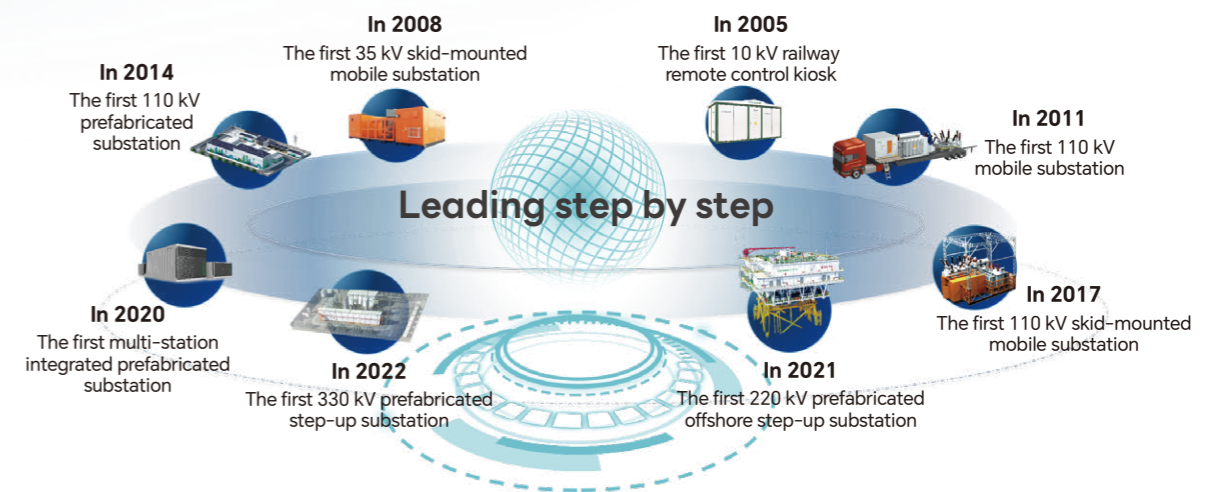 In 2008
The first 35 kV skid-mounted
mobile substation
In 2005
The first 10 kV railway
remote control kiosk
In 2014
The first 110 kV
prefabricated
substation
In 2011
The first 110 kV
mobile substation
Leading step by step
In 2020
The first multi-station
integrated prefabricated
substation
In 2022
The first 330 kV prefabricated
step-up substation
In 2021
The first 220 kV prefabricated
offshore step-up substation
In 2017
The first 110 kV skid-mounted
mobile substation